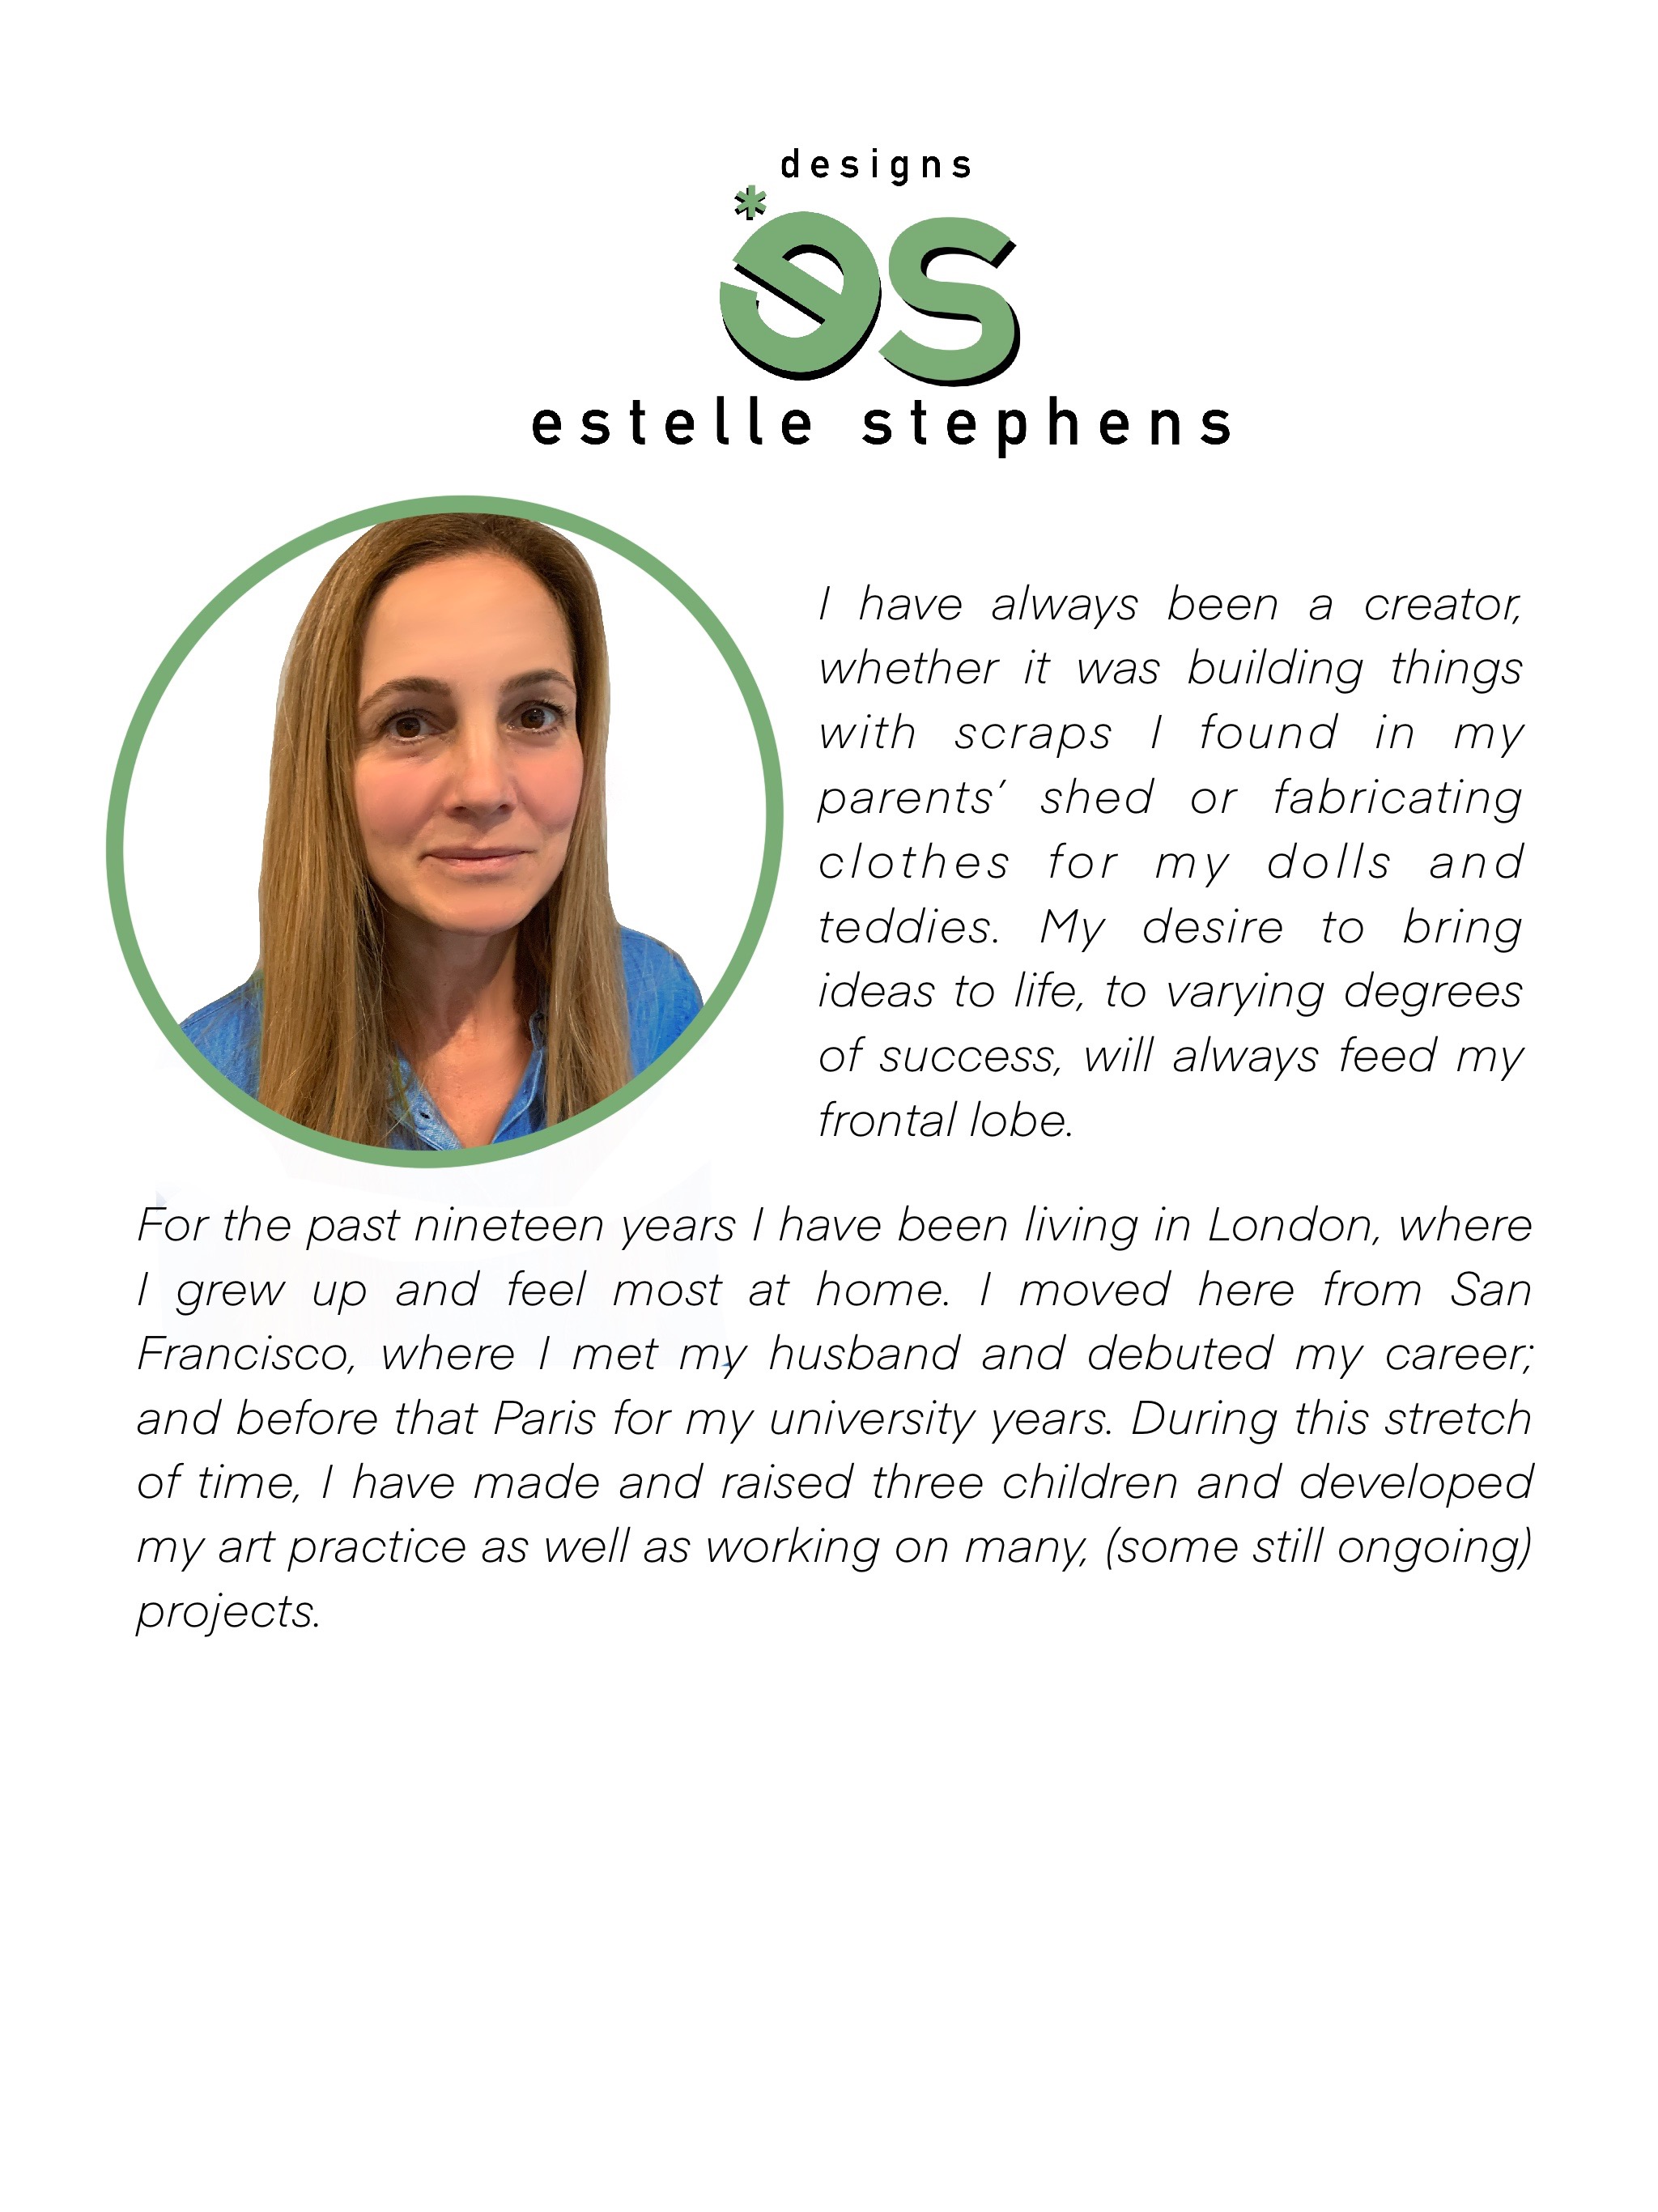 designs
*es
estelle stephens
I have always been a creator,
whether it was building things
with scraps I found in my
parents’ shed or fabricating
clothes for my dolls and
teddies. My desire to bring
ideas to life, to varying degrees
of success, will always feed my
frontal lobe.
For the past nineteen years I have been living in London, where
I grew up and feel most at home. I moved here from San
Francisco, where I met my husband and debuted my career;
and before that Paris for my university years. During this stretch
of time, I have made and raised three children and developed
my art practice as well as working on many, (some still ongoing)
projects.